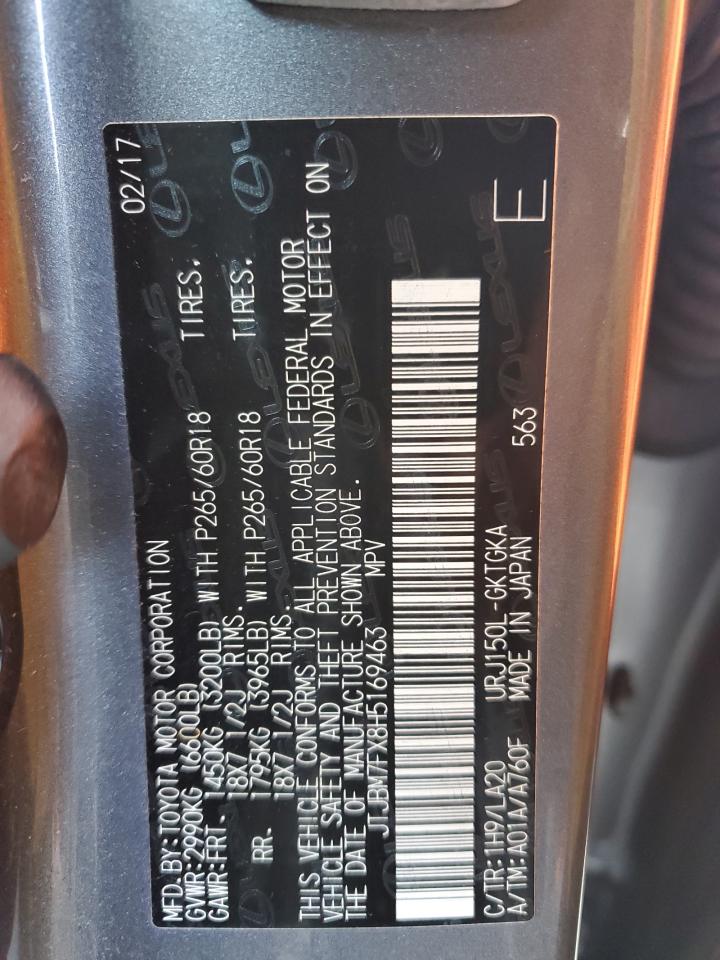 MFD.BY:TOYOTA MOTOR CORPORATION 02/17
GVWR:2990KG (6600LB)
GAWR:FRT. 1450KG (3200LB) WITH P265/60R18 TIRES,
18X7 1/2J RIMS.
RR. 1795KG (3965LB) WITH P265/60R18 TIRES,
18X7 1/2J RIMS.
THIS VEHICLE CONFORMS TO ALL APPLICABLE FEDERAL MOTOR
VEHICLE SAFETY AND THEFT PREVENTION STANDARDS IN EFFECT ON
THE DATE OF MANUFACTURE SHOWN ABOVE.
JTJBM7FX8H5169463 MPV
C/TR:1H9/LA20 URJ150L-GKTGKA
A/TM:A01A/A760F MADE IN JAPAN 563 E
LEXUS